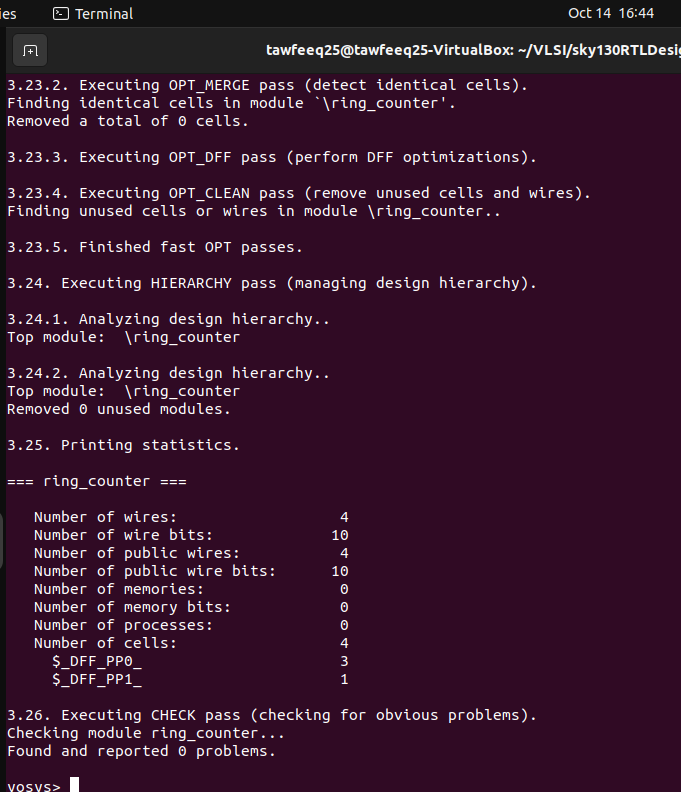 ies Terminal Oct 14 16:44
tawfeeq25@tawfeeq25-VirtualBox: ~/VLSI/sky130RTLDesig
3.23.2. Executing OPT_MERGE pass (detect identical cells).
Finding identical cells in module `\ring_counter'.
Removed a total of 0 cells.
3.23.3. Executing OPT_DFF pass (perform DFF optimizations).
3.23.4. Executing OPT_CLEAN pass (remove unused cells and wires).
Finding unused cells or wires in module \ring_counter..
3.23.5. Finished fast OPT passes.
3.24. Executing HIERARCHY pass (managing design hierarchy).
3.24.1. Analyzing design hierarchy..
Top module:  \ring_counter
3.24.2. Analyzing design hierarchy..
Top module:  \ring_counter
Removed 0 unused modules.
3.25. Printing statistics.
=== ring_counter ===
Number of wires: 4
Number of wire bits: 10
Number of public wires: 4
Number of public wire bits: 10
Number of memories: 0
Number of memory bits: 0
Number of processes: 0
Number of cells: 4
$_DFF_PP0_ 3
$_DFF_PP1_ 1
3.26. Executing CHECK pass (checking for obvious problems).
Checking module ring_counter...
Found and reported 0 problems.
yosys>